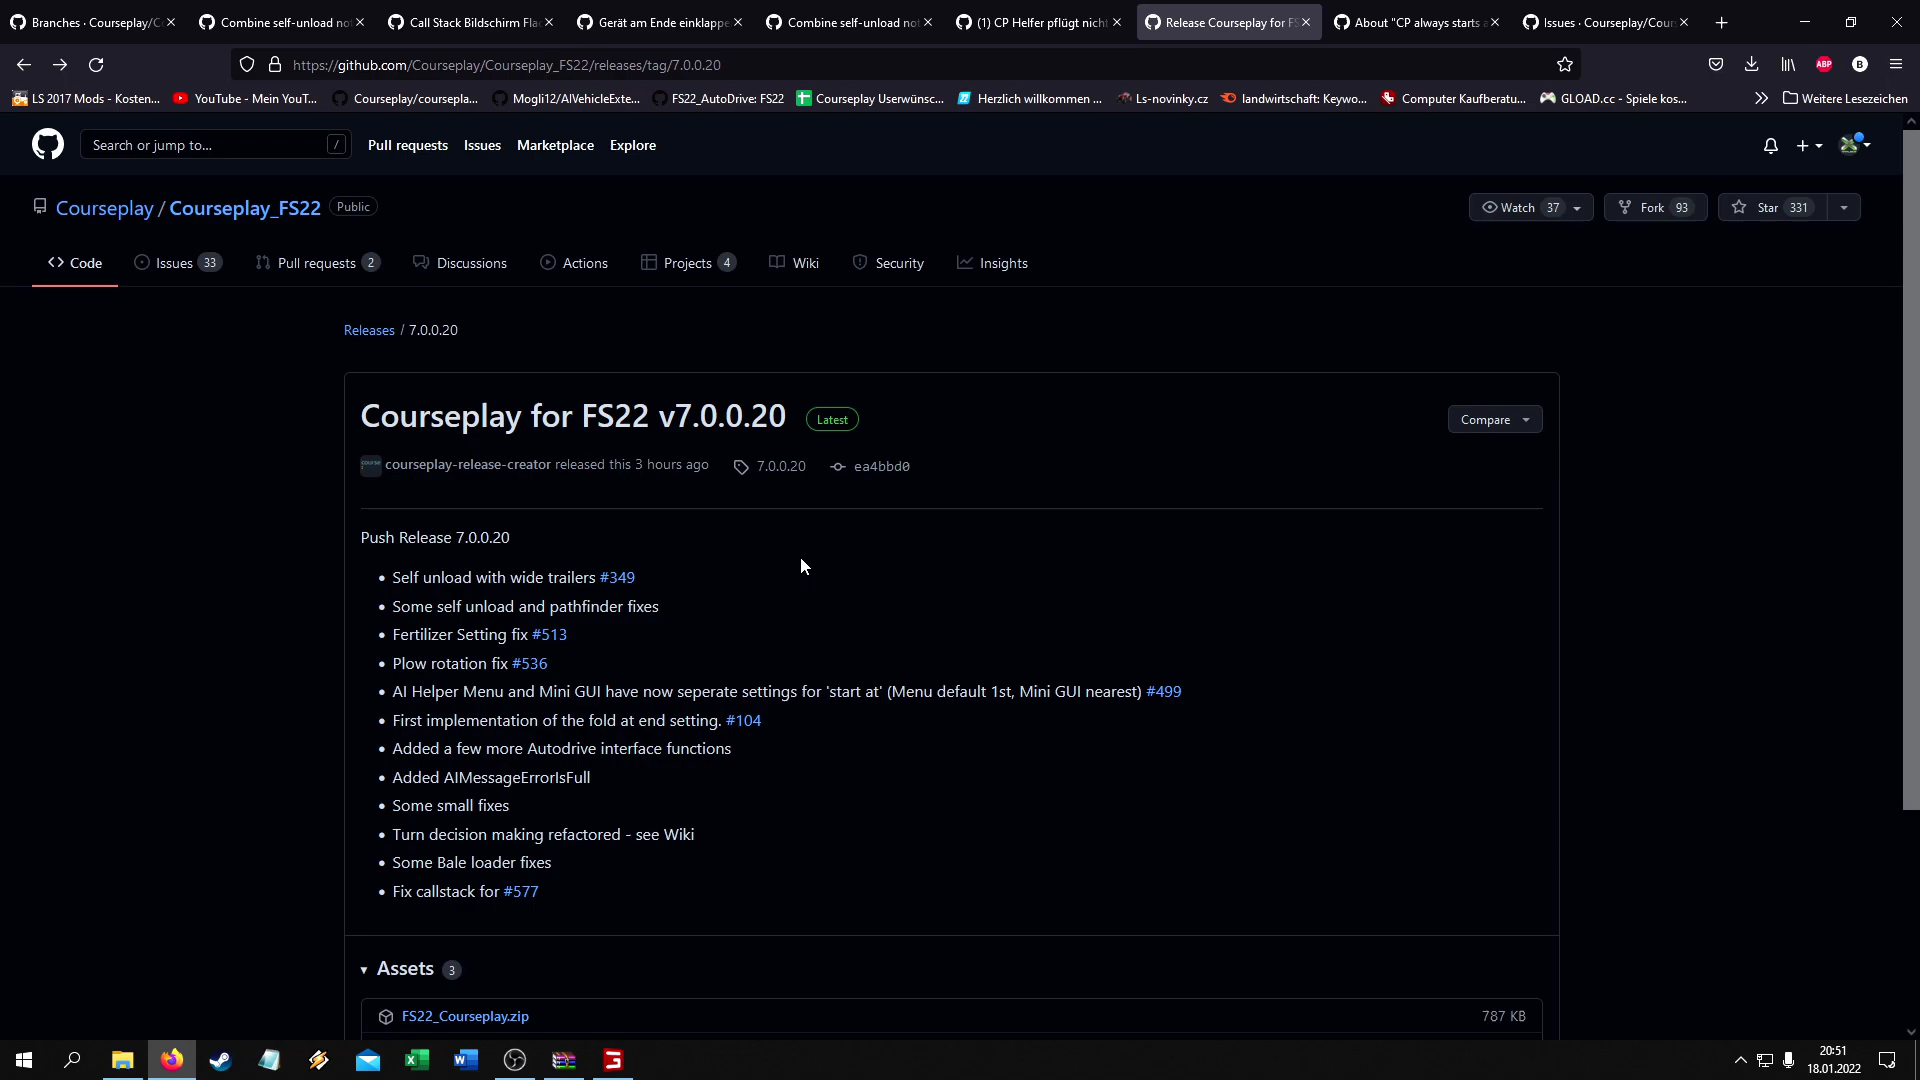 Branches · Courseplay/Co
Combine self-unload not
Call Stack Bildschirm Fla
Gerät am Ende einklappe
Combine self-unload not
(1) CP Helfer pflügt nicht
Release Courseplay for FS
About "CP always starts a
Issues · Courseplay/Cour
https://github.com/Courseplay/Courseplay_FS22/releases/tag/7.0.0.20
ABP
B
LS 2017 Mods - Kosten...
YouTube - Mein YouT...
Courseplay/coursepla...
Mogli12/AIVehicleExte...
FS22_AutoDrive: FS22
Courseplay Userwünsc...
Herzlich willkommen ...
Ls-novinky.cz
landwirtschaft: Keywo...
Computer Kaufberatu...
GLOAD.cc - Spiele kos...
Weitere Lesezeichen
Search or jump to...
/
Pull requests
Issues
Marketplace
Explore
Courseplay / Courseplay_FS22
Public
Watch 37
Fork 93
Star 331
Code
Issues 33
Pull requests 2
Discussions
Actions
Projects 4
Wiki
Security
Insights
Releases / 7.0.0.20
Courseplay for FS22 v7.0.0.20
Latest
Compare
courseplay-release-creator released this 3 hours ago
7.0.0.20
ea4bbd0
Push Release 7.0.0.20
• Self unload with wide trailers #349
• Some self unload and pathfinder fixes
• Fertilizer Setting fix #513
• Plow rotation fix #536
• AI Helper Menu and Mini GUI have now seperate settings for 'start at' (Menu default 1st, Mini GUI nearest) #499
• First implementation of the fold at end setting. #104
• Added a few more Autodrive interface functions
• Added AIMessageErrorIsFull
• Some small fixes
• Turn decision making refactored - see Wiki
• Some Bale loader fixes
• Fix callstack for #577
Assets 3
FS22_Courseplay.zip
787 KB
20:51
18.01.2022